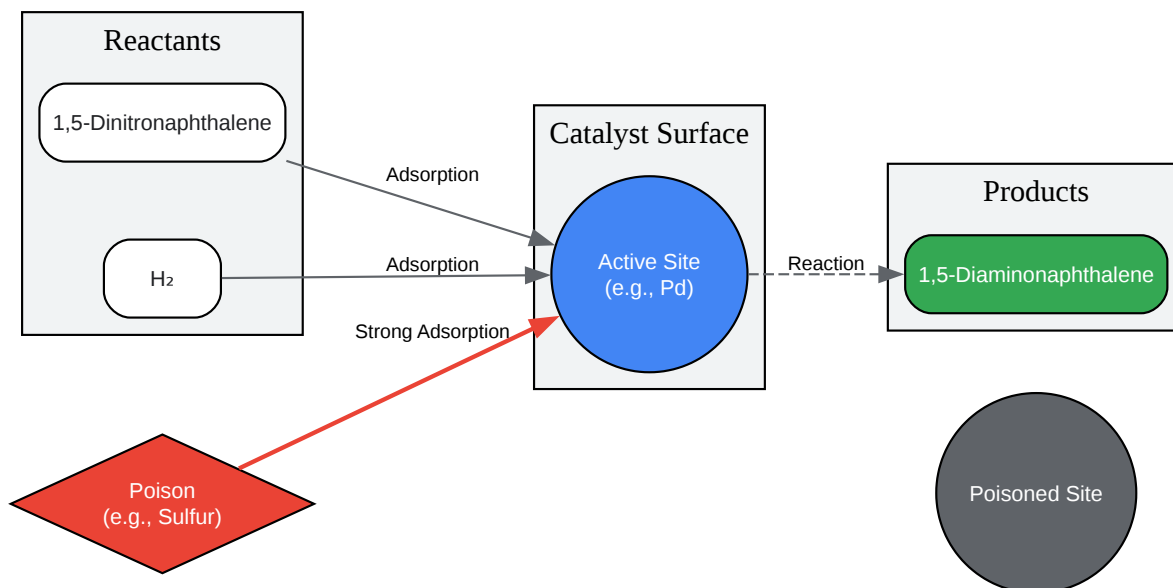 Reactants
1,5-Dinitronaphthalene
H₂
Adsorption
Adsorption
Strong Adsorption
Poison
(e.g., Sulfur)
Catalyst Surface
Active Site
(e.g., Pd)
Reaction
Products
1,5-Diaminonaphthalene
Poisoned Site